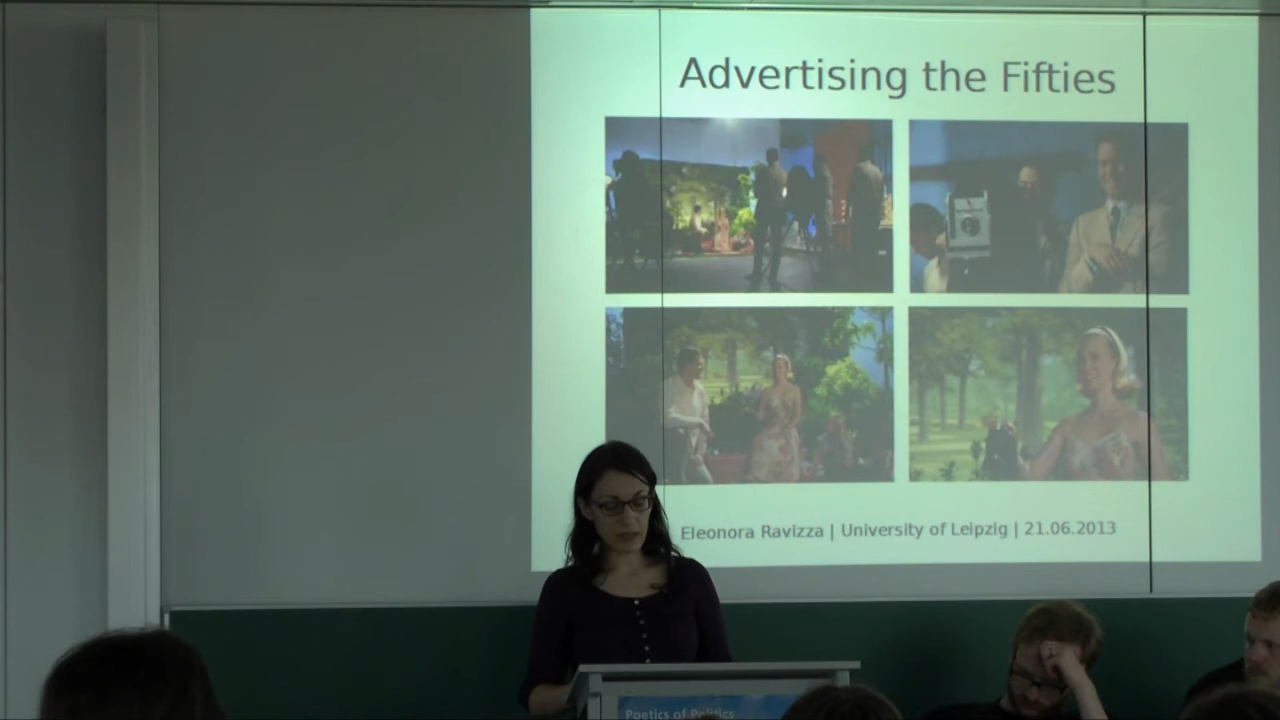 Advertising the Fifties
Eleonora Ravizza | University of Leipzig | 21.06.2013
Poetics of Politics